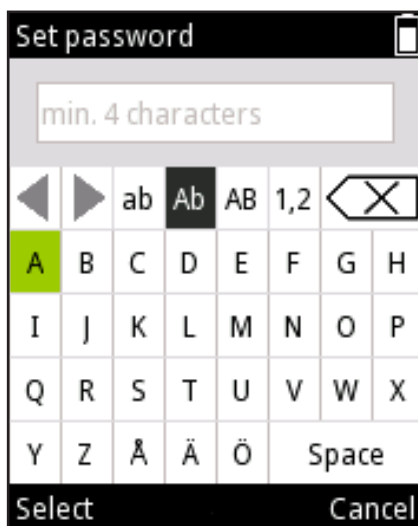 Set password
min. 4 characters
ab Ab AB 1,2
A B C D E F G H
I J K L M N O P
Q R S T U V W X
Y Z Å Ä Ö Space
Select Cancel